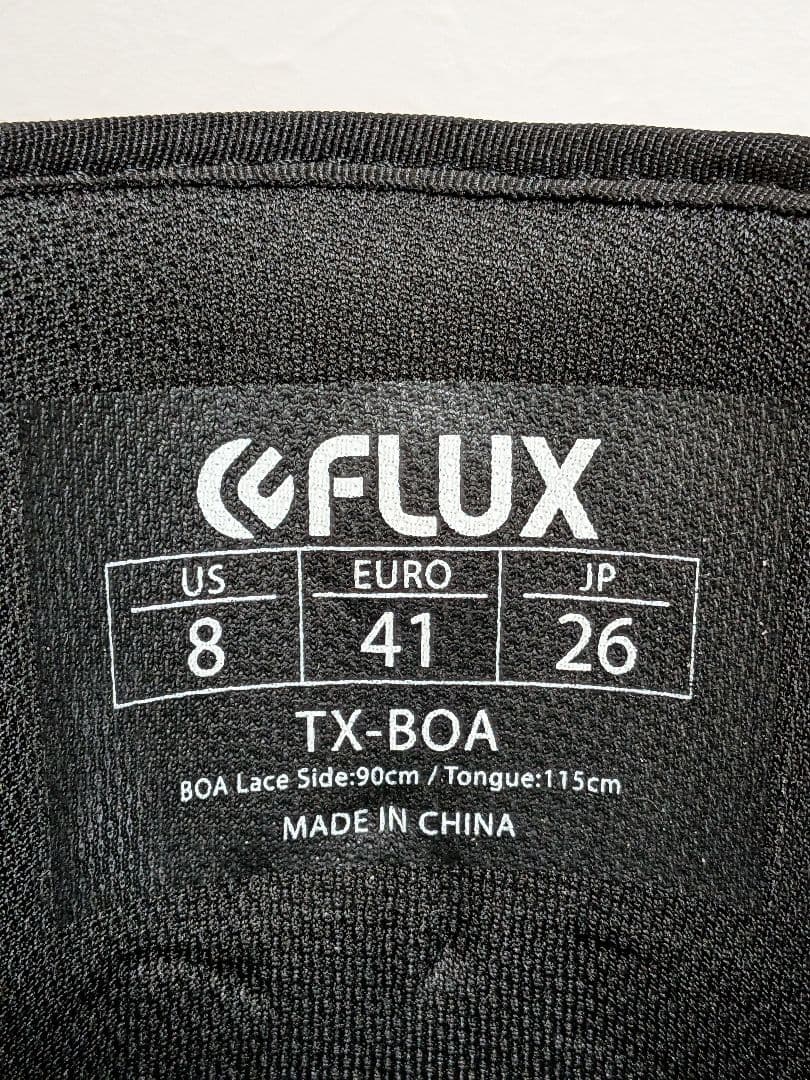 FLUX
US EURO JP
8 41 26
TX-BOA
BOA Lace Side:90cm / Tongue:115cm
MADE IN CHINA